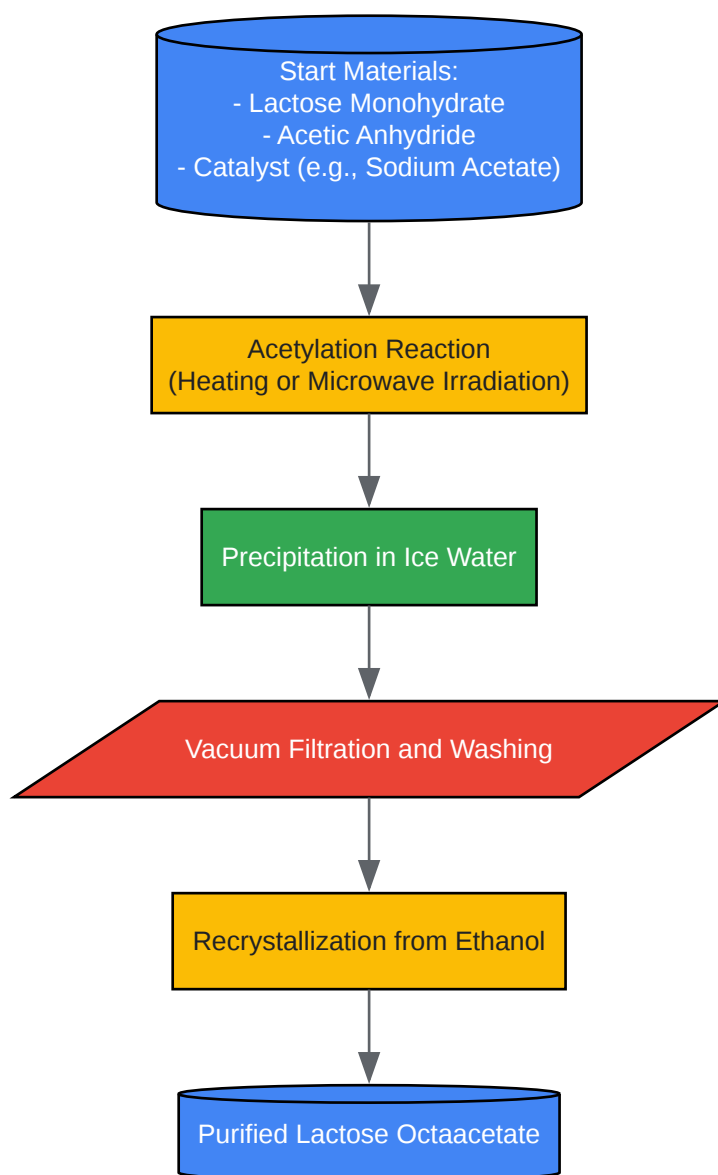 Start Materials:
- Lactose Monohydrate
- Acetic Anhydride
- Catalyst (e.g., Sodium Acetate)
Acetylation Reaction
(Heating or Microwave Irradiation)
Precipitation in Ice Water
Vacuum Filtration and Washing
Recrystallization from Ethanol
Purified Lactose Octaacetate